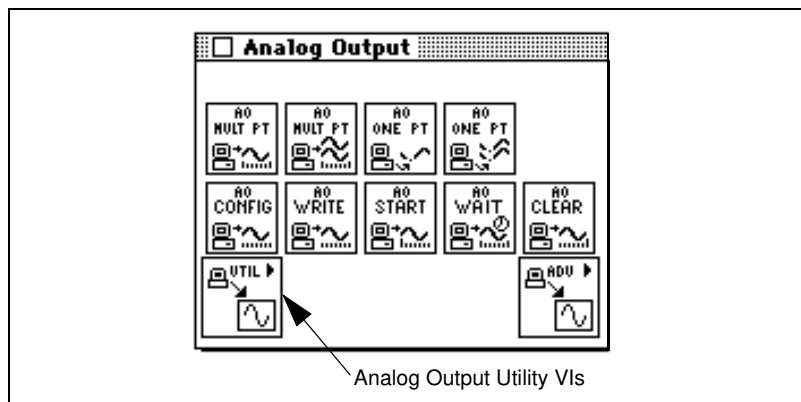 Analog Output
AO MULT PT
AO MULT PT
AO ONE PT
AO ONE PT
AO CONFIG
AO WRITE
AO START
AO WAIT
AO CLEAR
UTIL
ADV
Analog Output Utility VIs